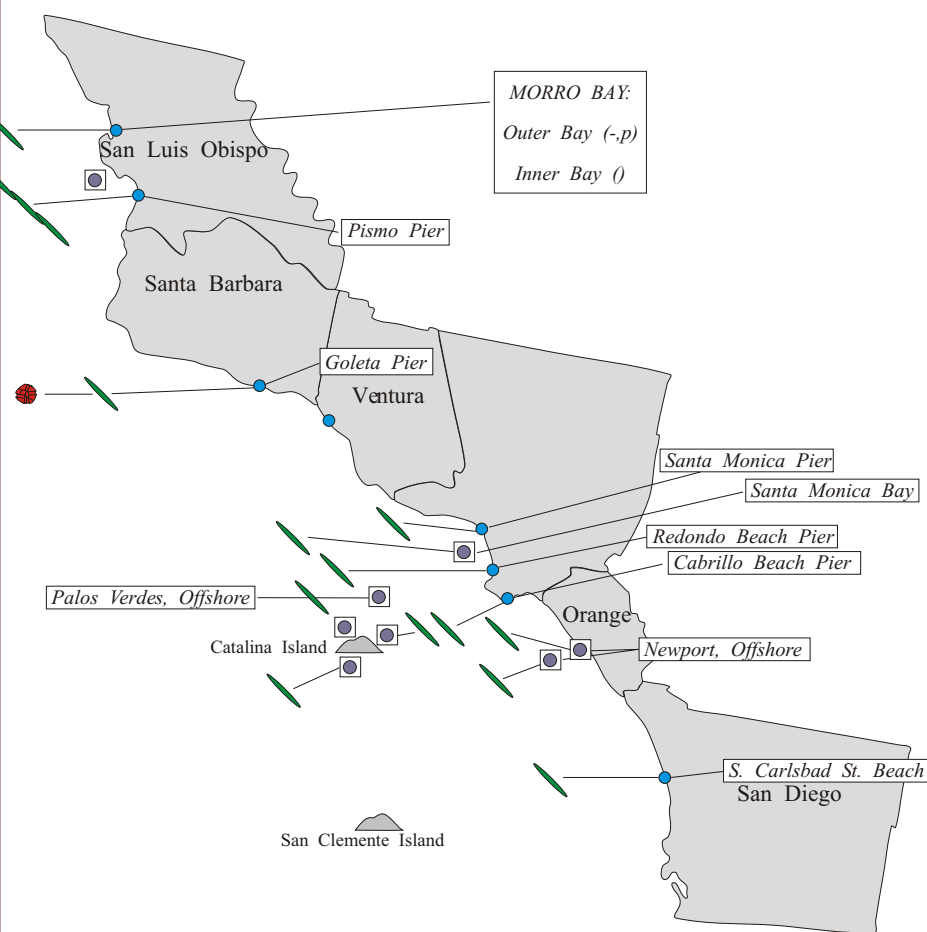 MORRO BAY:
Outer Bay (-,p)
Inner Bay ()
San Luis Obispo
Pismo Pier
Santa Barbara
Goleta Pier
Ventura
Santa Monica Pier
Santa Monica Bay
Redondo Beach Pier
Cabrillo Beach Pier
Palos Verdes, Offshore
Orange
Catalina Island
Newport, Offshore
S. Carlsbad St. Beach
San Diego
San Clemente Island